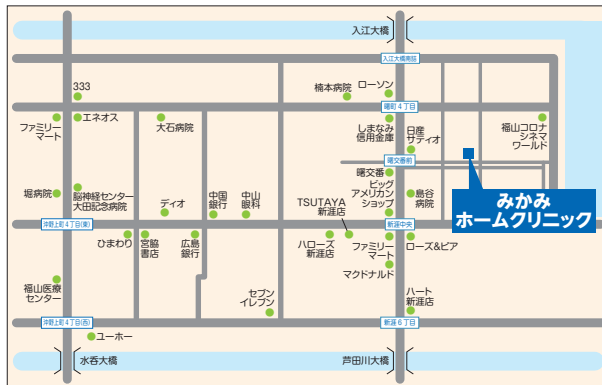 入江大橋
入江大橋南詰
333
楠本病院
ローソン
曙町4丁目
ファミリー
マート
エネオス
大石病院
しまなみ
信用金庫
日産
サティオ
福山コロナ
シネマ
ワールド
曙交番前
曙交番
ビッグ
アメリカン
ショップ
島谷
病院
みかみ
ホームクリニック
堀病院
脳神経センター
大田記念病院
ディオ
中国
銀行
中山
眼科
TSUTAYA
新涯店
沖野上町4丁目(東)
新涯中央
ひまわり
宮脇
書店
広島
銀行
ハローズ
新涯店
ファミリー
マート
ローズ&ピア
マクドナルド
福山医療
センター
セブン
イレブン
ハート
新涯店
沖野上町4丁目(西)
新涯6丁目
ユーホー
水呑大橋
芦田川大橋